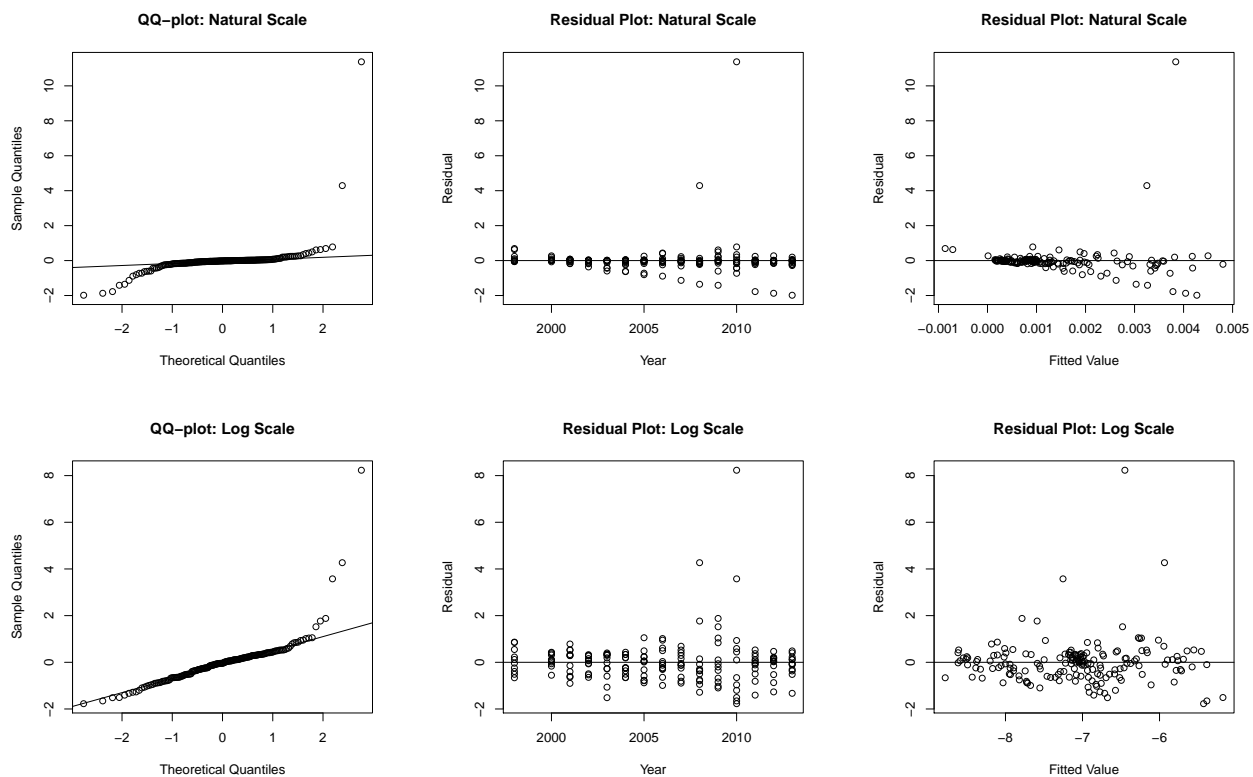 QQ−plot: Natural Scale
Sample Quantiles
−2 0 2 4 6 8 10
−2 −1 0 1 2
Theoretical Quantiles
Residual Plot: Natural Scale
Residual
−2 0 2 4 6 8 10
2000 2005 2010
Year
Residual Plot: Natural Scale
Residual
−2 0 2 4 6 8 10
−0.001 0.000 0.001 0.002 0.003 0.004 0.005
Fitted Value
QQ−plot: Log Scale
Sample Quantiles
−2 0 2 4 6 8
−2 −1 0 1 2
Theoretical Quantiles
Residual Plot: Log Scale
Residual
−2 0 2 4 6 8
2000 2005 2010
Year
Residual Plot: Log Scale
Residual
−2 0 2 4 6 8
−8 −7 −6
Fitted Value